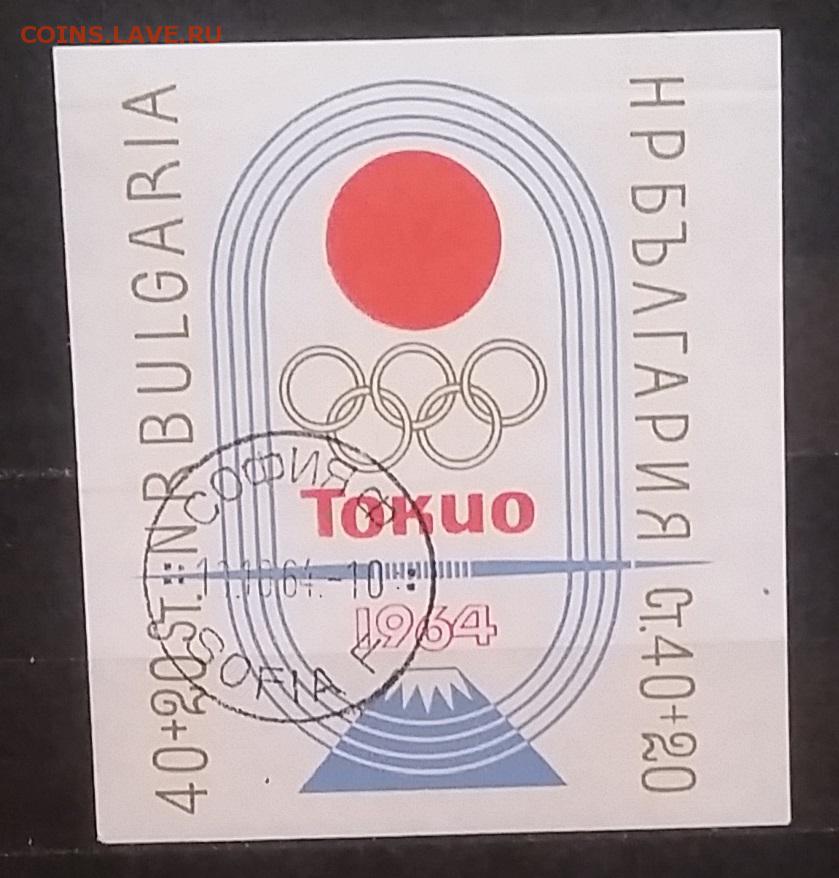 COINS.LAVE.RU
40+20 ST. NR BULGARIA
НР БЪЛГАРИЯ СТ. 40+20
ТОКИО
1964
СОФИЯ
11.10.64.-10
SOFIA